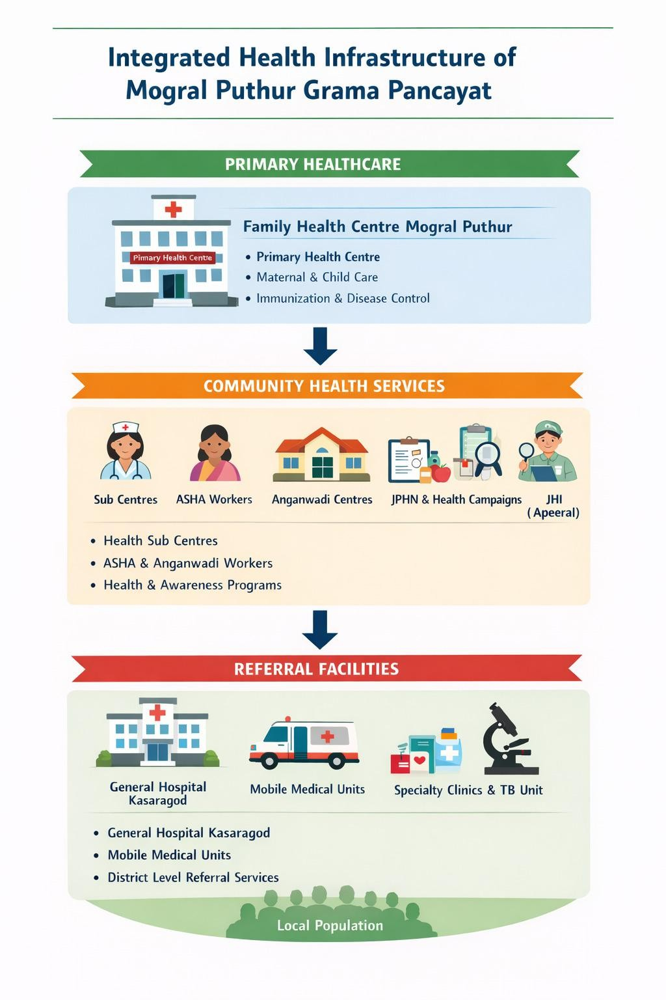 Integrated Health Infrastructure of
Mogral Puthur Grama Pancayat
PRIMARY HEALTHCARE
Pimary Health Centre
Family Health Centre Mogral Puthur
• Primary Health Centre
• Maternal & Child Care
• Immunization & Disease Control
COMMUNITY HEALTH SERVICES
Sub Centres
ASHA Workers
Anganwadi Centres
JPHN & Health Campaigns
JHI
( Apeeral)
• Health Sub Centres
• ASHA & Anganwadi Workers
• Health & Awareness Programs
REFERRAL FACILITIES
General Hospital
Kasaragod
Mobile Medical Units
Specialty Clinics & TB Unit
• General Hospital Kasaragod
• Mobile Medical Units
• District Level Referral Services
Local Population